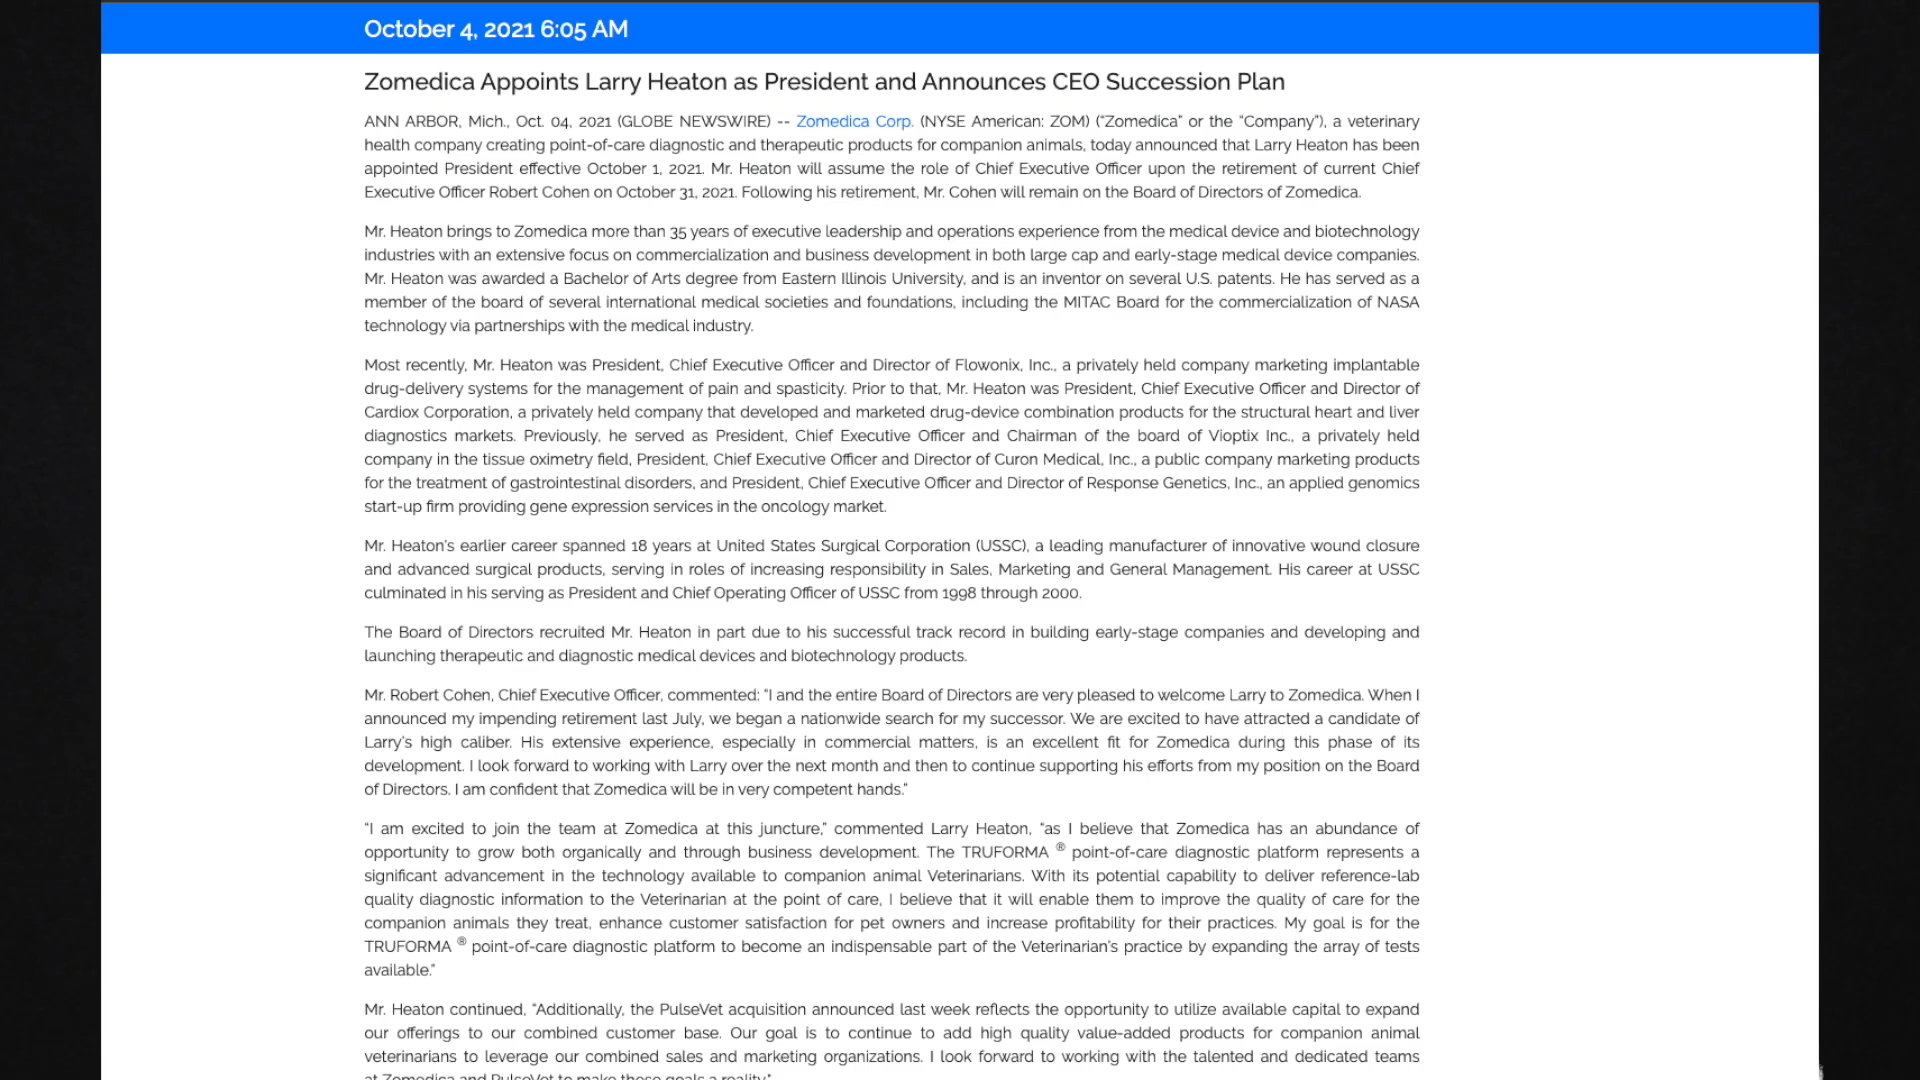 October 4, 2021 6:05 AM
Zomedica Appoints Larry Heaton as President and Announces CEO Succession Plan
ANN ARBOR, Mich., Oct. 04, 2021 (GLOBE NEWSWIRE) -- Zomedica Corp. (NYSE American: ZOM) (“Zomedica” or the “Company”), a veterinary
health company creating point-of-care diagnostic and therapeutic products for companion animals, today announced that Larry Heaton has been
appointed President effective October 1, 2021. Mr. Heaton will assume the role of Chief Executive Officer upon the retirement of current Chief
Executive Officer Robert Cohen on October 31, 2021. Following his retirement, Mr. Cohen will remain on the Board of Directors of Zomedica.
Mr. Heaton brings to Zomedica more than 35 years of executive leadership and operations experience from the medical device and biotechnology
industries with an extensive focus on commercialization and business development in both large cap and early-stage medical device companies.
Mr. Heaton was awarded a Bachelor of Arts degree from Eastern Illinois University, and is an inventor on several U.S. patents. He has served as a
member of the board of several international medical societies and foundations, including the MITAC Board for the commercialization of NASA
technology via partnerships with the medical industry.
Most recently, Mr. Heaton was President, Chief Executive Officer and Director of Flowonix, Inc., a privately held company marketing implantable
drug-delivery systems for the management of pain and spasticity. Prior to that, Mr. Heaton was President, Chief Executive Officer and Director of
Cardiox Corporation, a privately held company that developed and marketed drug-device combination products for the structural heart and liver
diagnostics markets. Previously, he served as President, Chief Executive Officer and Chairman of the board of Vioptix Inc., a privately held
company in the tissue oximetry field, President, Chief Executive Officer and Director of Curon Medical, Inc., a public company marketing products
for the treatment of gastrointestinal disorders, and President, Chief Executive Officer and Director of Response Genetics, Inc., an applied genomics
start-up firm providing gene expression services in the oncology market.
Mr. Heaton's earlier career spanned 18 years at United States Surgical Corporation (USSC), a leading manufacturer of innovative wound closure
and advanced surgical products, serving in roles of increasing responsibility in Sales, Marketing and General Management. His career at USSC
culminated in his serving as President and Chief Operating Officer of USSC from 1998 through 2000.
The Board of Directors recruited Mr. Heaton in part due to his successful track record in building early-stage companies and developing and
launching therapeutic and diagnostic medical devices and biotechnology products.
Mr. Robert Cohen, Chief Executive Officer, commented: “I and the entire Board of Directors are very pleased to welcome Larry to Zomedica. When I
announced my impending retirement last July, we began a nationwide search for my successor. We are excited to have attracted a candidate of
Larry’s high caliber. His extensive experience, especially in commercial matters, is an excellent fit for Zomedica during this phase of its
development. I look forward to working with Larry over the next month and then to continue supporting his efforts from my position on the Board
of Directors. I am confident that Zomedica will be in very competent hands.”
“I am excited to join the team at Zomedica at this juncture,” commented Larry Heaton, “as I believe that Zomedica has an abundance of
opportunity to grow both organically and through business development. The TRUFORMA ® point-of-care diagnostic platform represents a
significant advancement in the technology available to companion animal Veterinarians. With its potential capability to deliver reference-lab
quality diagnostic information to the Veterinarian at the point of care, I believe that it will enable them to improve the quality of care for the
companion animals they treat, enhance customer satisfaction for pet owners and increase profitability for their practices. My goal is for the
TRUFORMA ® point-of-care diagnostic platform to become an indispensable part of the Veterinarian’s practice by expanding the array of tests
available.”
Mr. Heaton continued, “Additionally, the PulseVet acquisition announced last week reflects the opportunity to utilize available capital to expand
our offerings to our combined customer base. Our goal is to continue to add high quality value-added products for companion animal
veterinarians to leverage our combined sales and marketing organizations. I look forward to working with the talented and dedicated teams
at Zomedica and PulseVet to make these goals a reality.”